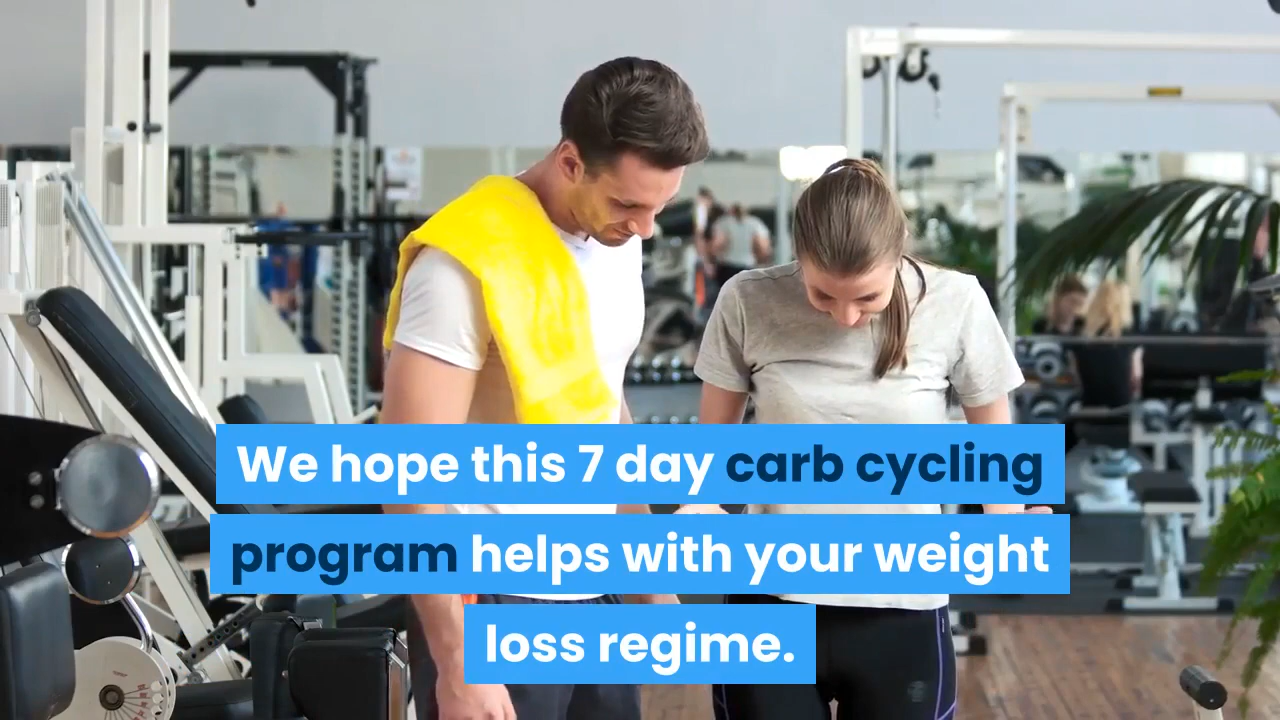 We hope this 7 day carb cycling
program helps with your weight
loss regime.